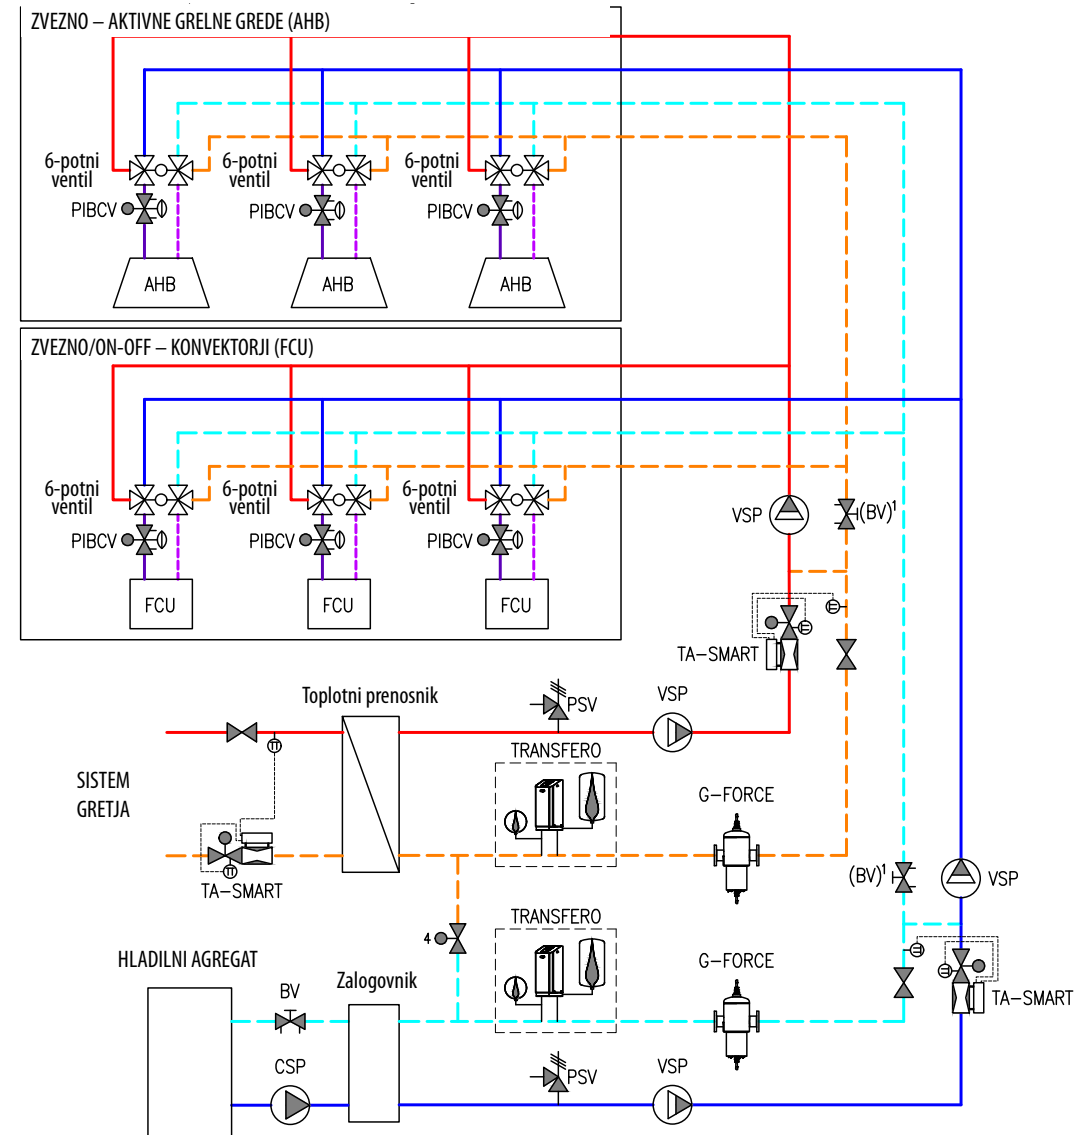 ZVEZNO – AKTIVNE GRELNE GREDE (AHB)
6-potni
ventil
6-potni
ventil
6-potni
ventil
PIBCV
PIBCV
PIBCV
AHB
AHB
AHB
ZVEZNO/ON-OFF – KONVEKTORJI (FCU)
6-potni
ventil
6-potni
ventil
6-potni
ventil
PIBCV
PIBCV
PIBCV
FCU
FCU
FCU
VSP
(BV)¹
TA-SMART
Toplotni prenosnik
PSV
VSP
TRANSFERO
SISTEM
GRETJA
G-FORCE
TA-SMART
(BV)¹
VSP
TRANSFERO
4
HLADILNI AGREGAT
Zalogovnik
G-FORCE
BV
TA-SMART
CSP
PSV
VSP